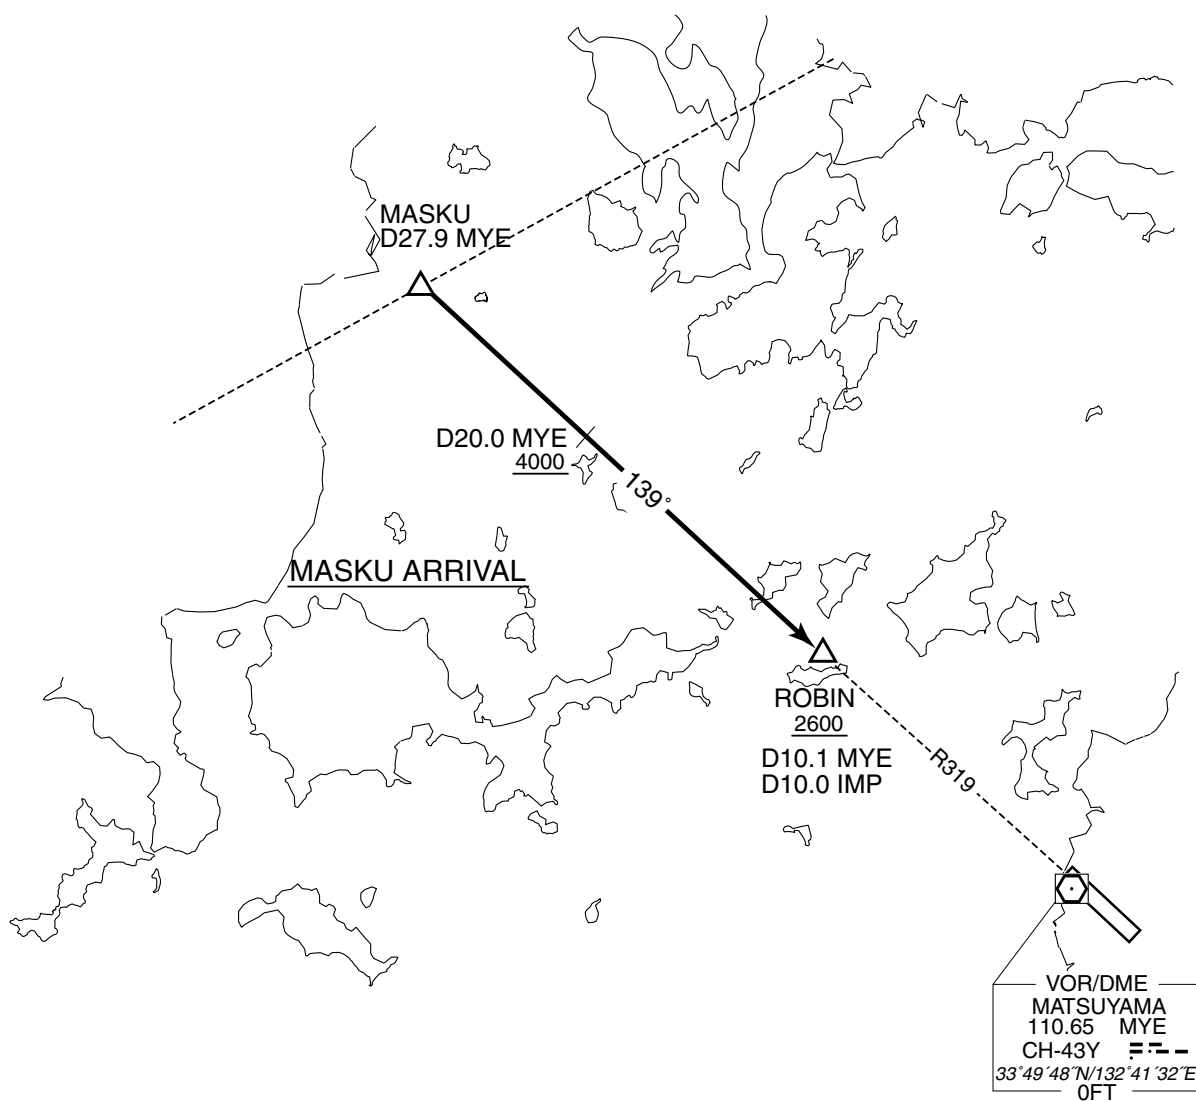 MASKU
D27.9 MYE
D20.0 MYE
4000
139°
MASKU ARRIVAL
ROBIN
2600
D10.1 MYE
D10.0 IMP
R319
VOR/DME
MATSUYAMA
110.65 MYE
CH-43Y
33°49´48˝N/132°41´32˝E
0FT